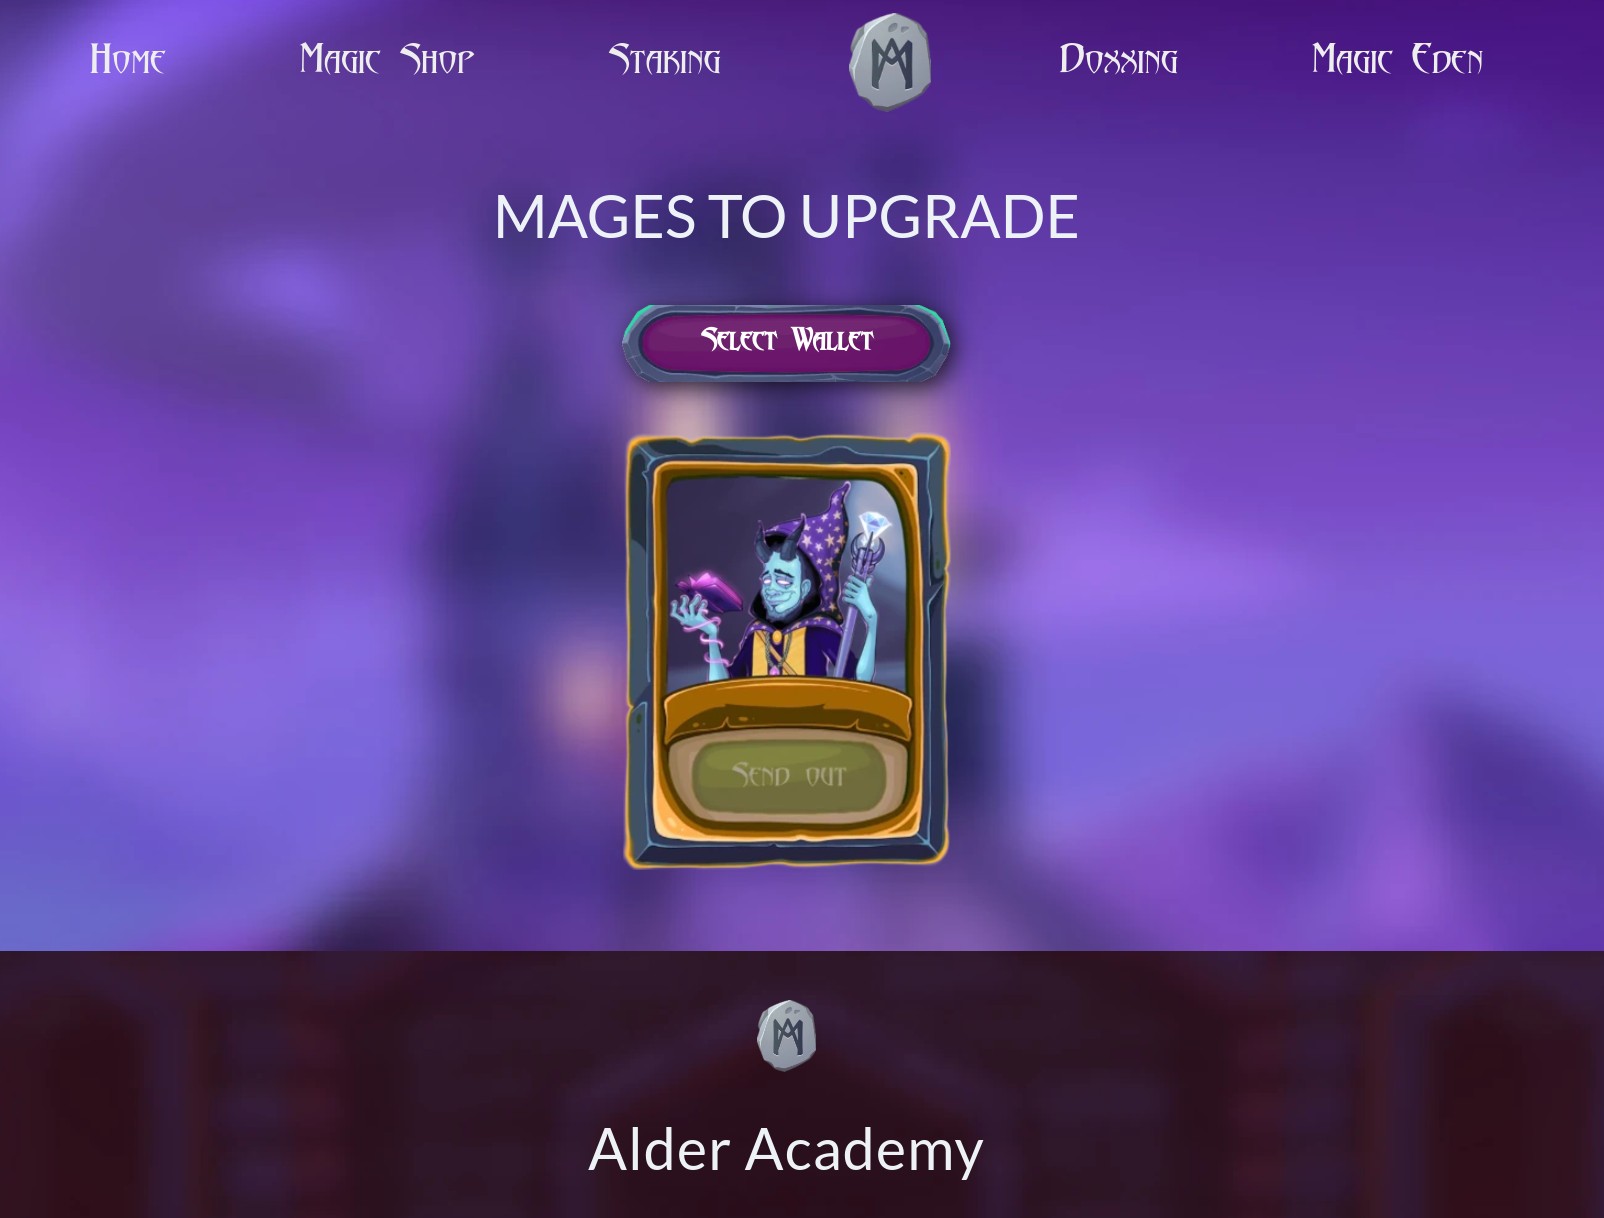 Home Magic Shop Staking Doxxing Magic Eden
MAGES TO UPGRADE
Select Wallet
Send out
Alder Academy